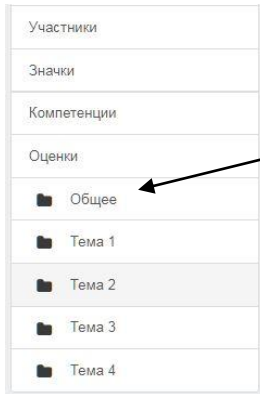 Участники
Значки
Компетенции
Оценки
Общее
Тема 1
Тема 2
Тема 3
Тема 4